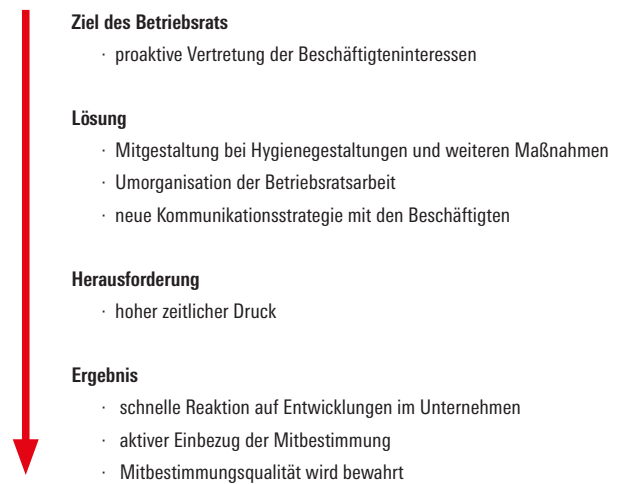 Ziel des Betriebsrats
· proaktive Vertretung der Beschäftigteninteressen
Lösung
· Mitgestaltung bei Hygienegestaltungen und weiteren Maßnahmen
· Umorganisation der Betriebsratsarbeit
· neue Kommunikationsstrategie mit den Beschäftigten
Herausforderung
· hoher zeitlicher Druck
Ergebnis
· schnelle Reaktion auf Entwicklungen im Unternehmen
· aktiver Einbezug der Mitbestimmung
· Mitbestimmungsqualität wird bewahrt